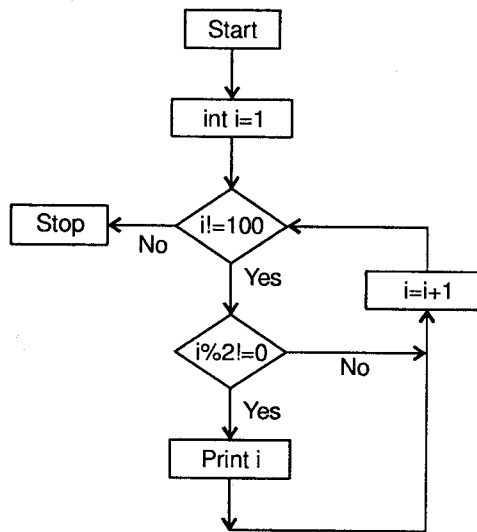 Start
int i=1
i!=100
Stop
No
Yes
i=i+1
i%2!=0
No
Yes
Print i